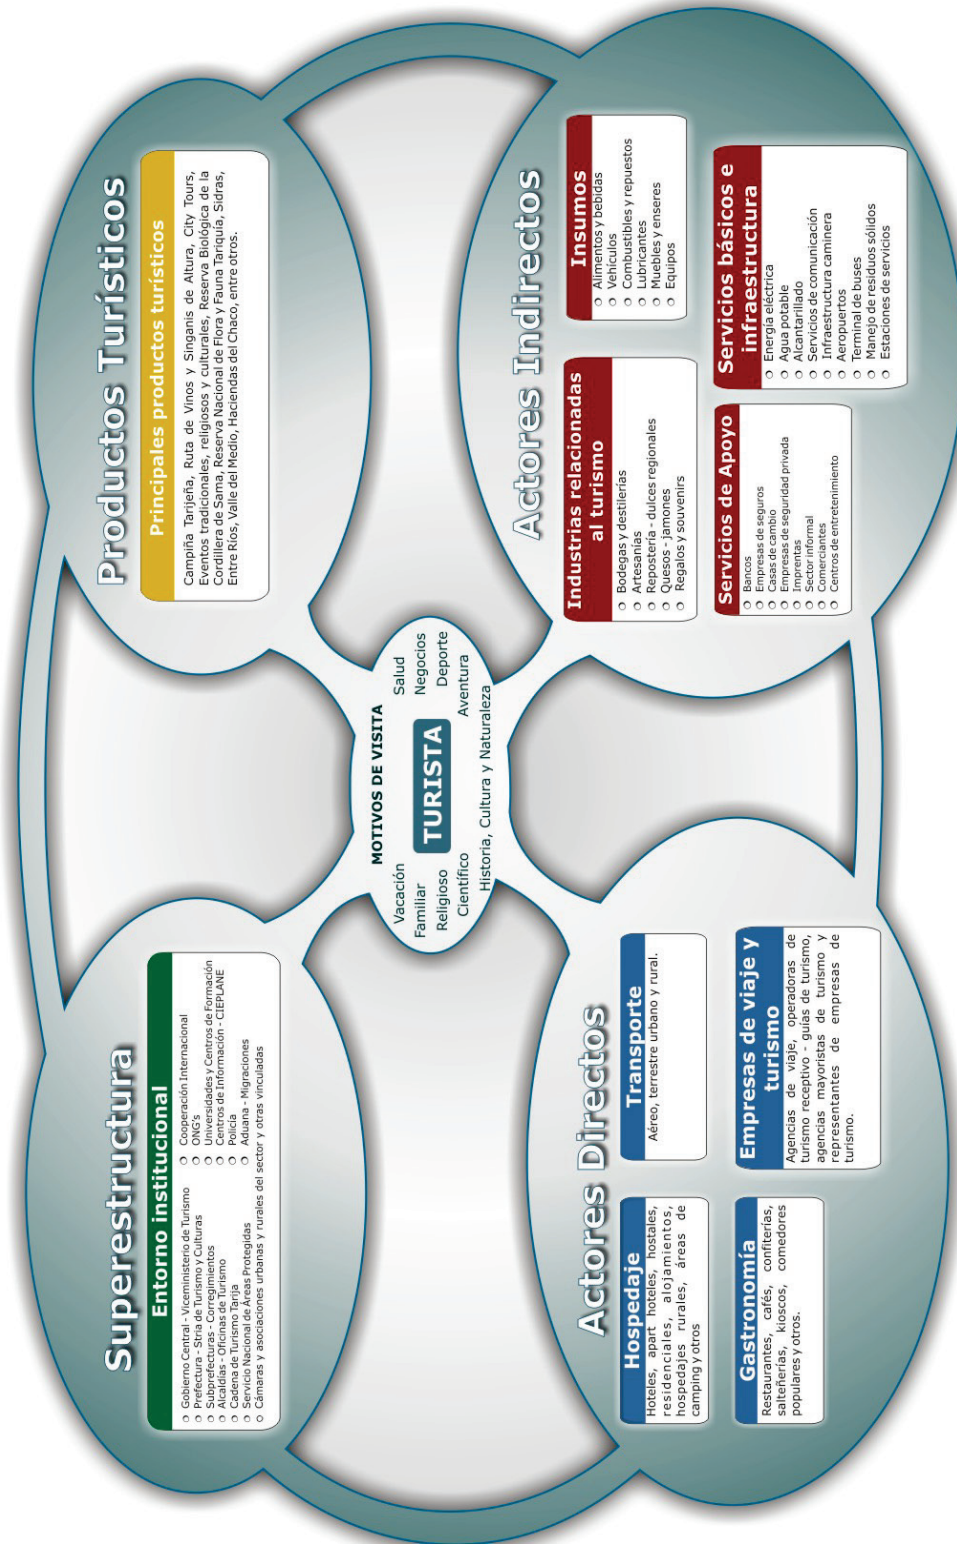 Superestructura
Entorno institucional
Gobierno Central - Viceministerio de Turismo
Prefectura - Stria de Turismo y Culturas
Subprefecturas - Corregimientos
Alcaldías - Oficinas de Turismo
Cadena de Turismo Tarija
Servicio Nacional de Áreas Protegidas
Cámaras y asociaciones urbanas y rurales del sector y otras vinculadas
Cooperación Internacional
ONG's
Universidades y Centros de Formación
Centros de Información - CIEPLANE
Policía
Aduana - Migraciones
Productos Turísticos
Principales productos turísticos
Campiña Tarijeña, Ruta de Vinos y Singanis de Altura, City Tours,
Eventos tradicionales, religiosos y culturales, Reserva Biológica de la
Cordillera de Sama, Reserva Nacional de Flora y Fauna Tariquía, Sidras,
Entre Ríos, Valle del Medio, Haciendas del Chaco, entre otros.
MOTIVOS DE VISITA
Vacación
Familiar
Religioso
Científico
TURISTA
Salud
Negocios
Deporte
Aventura
Historia, Cultura y Naturaleza
Actores Directos
Hospedaje
Hoteles, apart hoteles, hostales,
residenciales, alojamientos,
hospedajes rurales, áreas de
camping y otros
Transporte
Aéreo, terrestre urbano y rural.
Gastronomía
Restaurantes, cafés, confiterías,
salteñerías, kioscos, comedores
populares y otros.
Empresas de viaje y
turismo
Agencias de viaje, operadoras de
turismo receptivo - guías de turismo,
agencias mayoristas de turismo y
representantes de empresas de
turismo.
Actores Indirectos
Industrias relacionadas
al turismo
Bodegas y destilerías
Artesanías
Repostería - dulces regionales
Quesos - jamones
Regalos y souvenirs
Insumos
Alimentos y bebidas
Vehículos
Combustibles y repuestos
Lubricantes
Muebles y enseres
Equipos
Servicios de Apoyo
Bancos
Empresas de seguros
Casas de cambio
Empresas de seguridad privada
Imprentas
Sector informal
Comerciantes
Centros de entretenimiento
Servicios básicos e
infraestructura
Energía eléctrica
Agua potable
Alcantarillado
Servicios de comunicación
Infraestructura caminera
Aeropuertos
Terminal de buses
Manejo de residuos sólidos
Estaciones de servicios